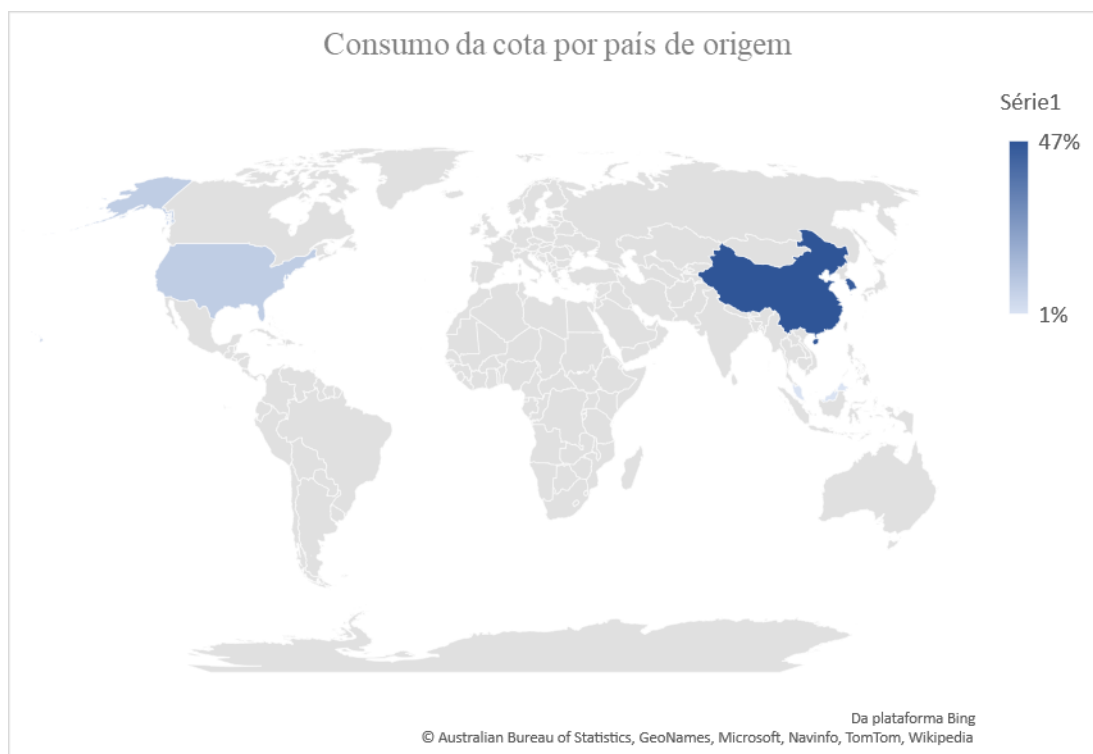 Consumo da cota por país de origem
Série1
47%
1%
Da plataforma Bing
© Australian Bureau of Statistics, GeoNames, Microsoft, Navinfo, TomTom, Wikipedia